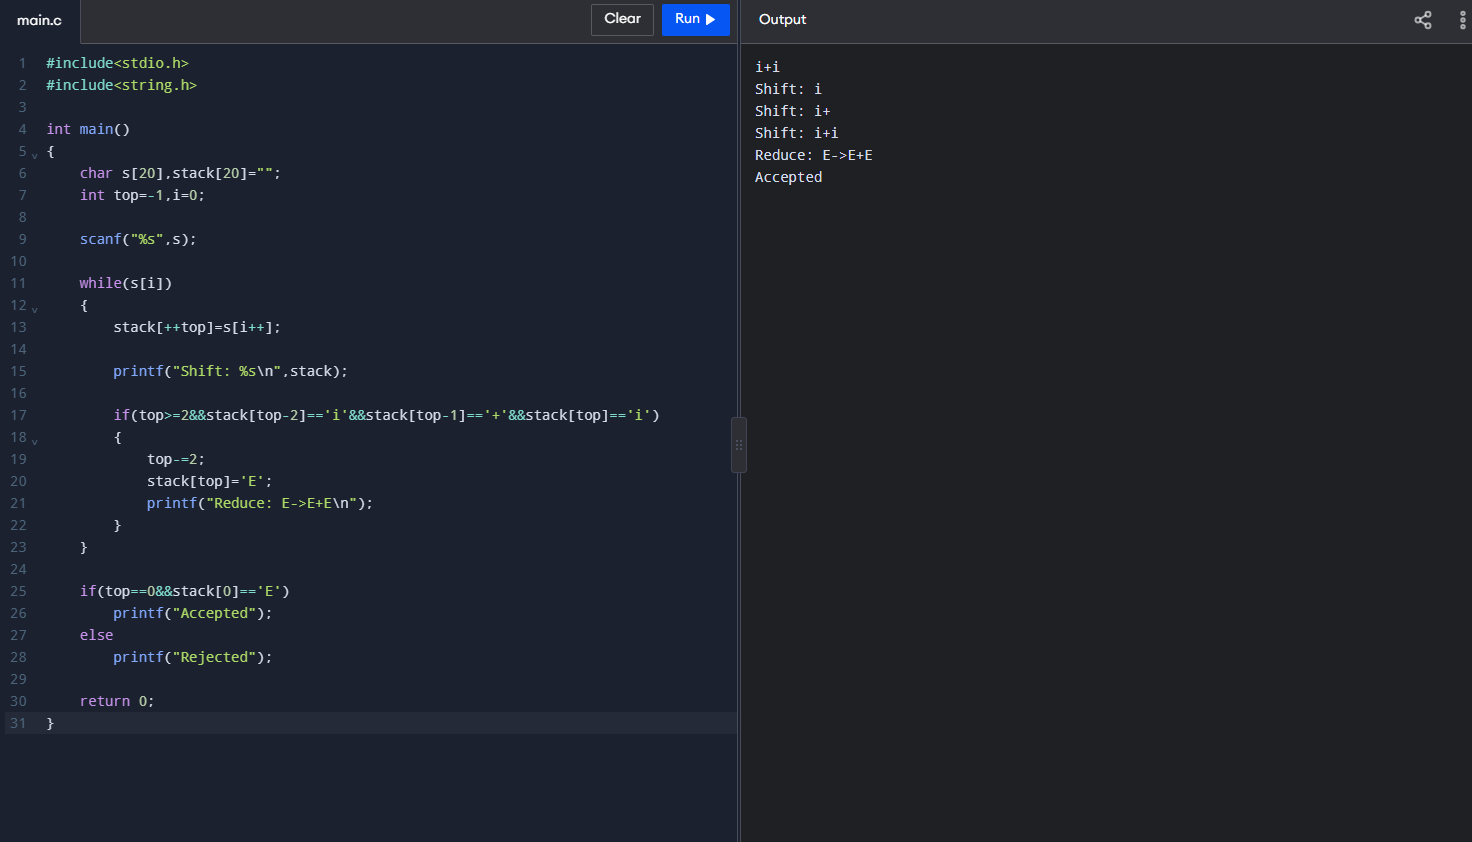 main.c
Clear
Run
1 #include<stdio.h>
2 #include<string.h>
3
4 int main()
5 {
6     char s[20],stack[20]="";
7     int top=-1,i=0;
8
9     scanf("%s",s);
10
11     while(s[i])
12     {
13         stack[++top]=s[i++];
14
15         printf("Shift: %s\n",stack);
16
17         if(top>=2&&stack[top-2]=='i'&&stack[top-1]=='+'&&stack[top]=='i')
18         {
19             top-=2;
20             stack[top]='E';
21             printf("Reduce: E->E+E\n");
22         }
23     }
24
25     if(top==0&&stack[0]=='E')
26         printf("Accepted");
27     else
28         printf("Rejected");
29
30     return 0;
31 }
Output
i+i
Shift: i
Shift: i+
Shift: i+i
Reduce: E->E+E
Accepted